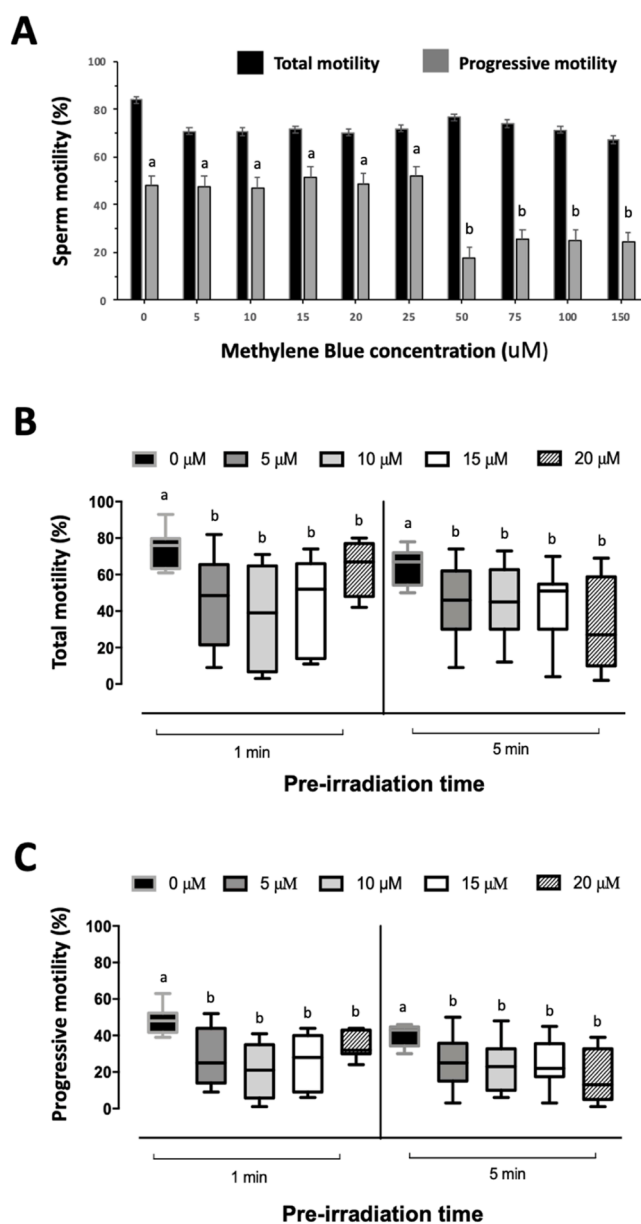 A
Total motility
Progressive motility
Sperm motility (%)
100
80
60
40
20
0
a a a a a a b b b b
0 5 10 15 20 25 50 75 100 150
Methylene Blue concentration (uM)
B
0 µM 5 µM 10 µM 15 µM 20 µM
Total motility (%)
100
80
60
40
20
0
a b b b b a b b b b
1 min 5 min
Pre-irradiation time
C
0 µM 5 µM 10 µM 15 µM 20 µM
Progressive motility (%)
100
80
60
40
20
0
a b b b b a b b b b
1 min 5 min
Pre-irradiation time